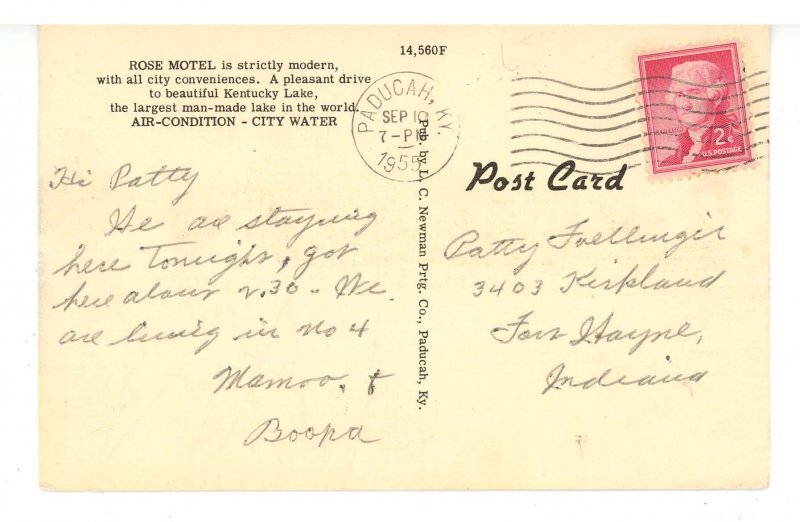 14,560F
ROSE MOTEL is strictly modern,
with all city conveniences. A pleasant drive
to beautiful Kentucky Lake,
the largest man-made lake in the world.
AIR-CONDITION - CITY WATER
PADUCAH, KY.
SEP 10
7-PM
1955
2¢
U.S. POSTAGE
Post Card
Pub. by L. C. Newman Prtg. Co., Paducah, Ky.
Hi Patty
We are staying
here tonight, got
here about 2.30 - We
are living in no 4
Mamoo, &
Boopa
Patty Foellinger
3403 Kirkland
Fort Wayne,
Indiana